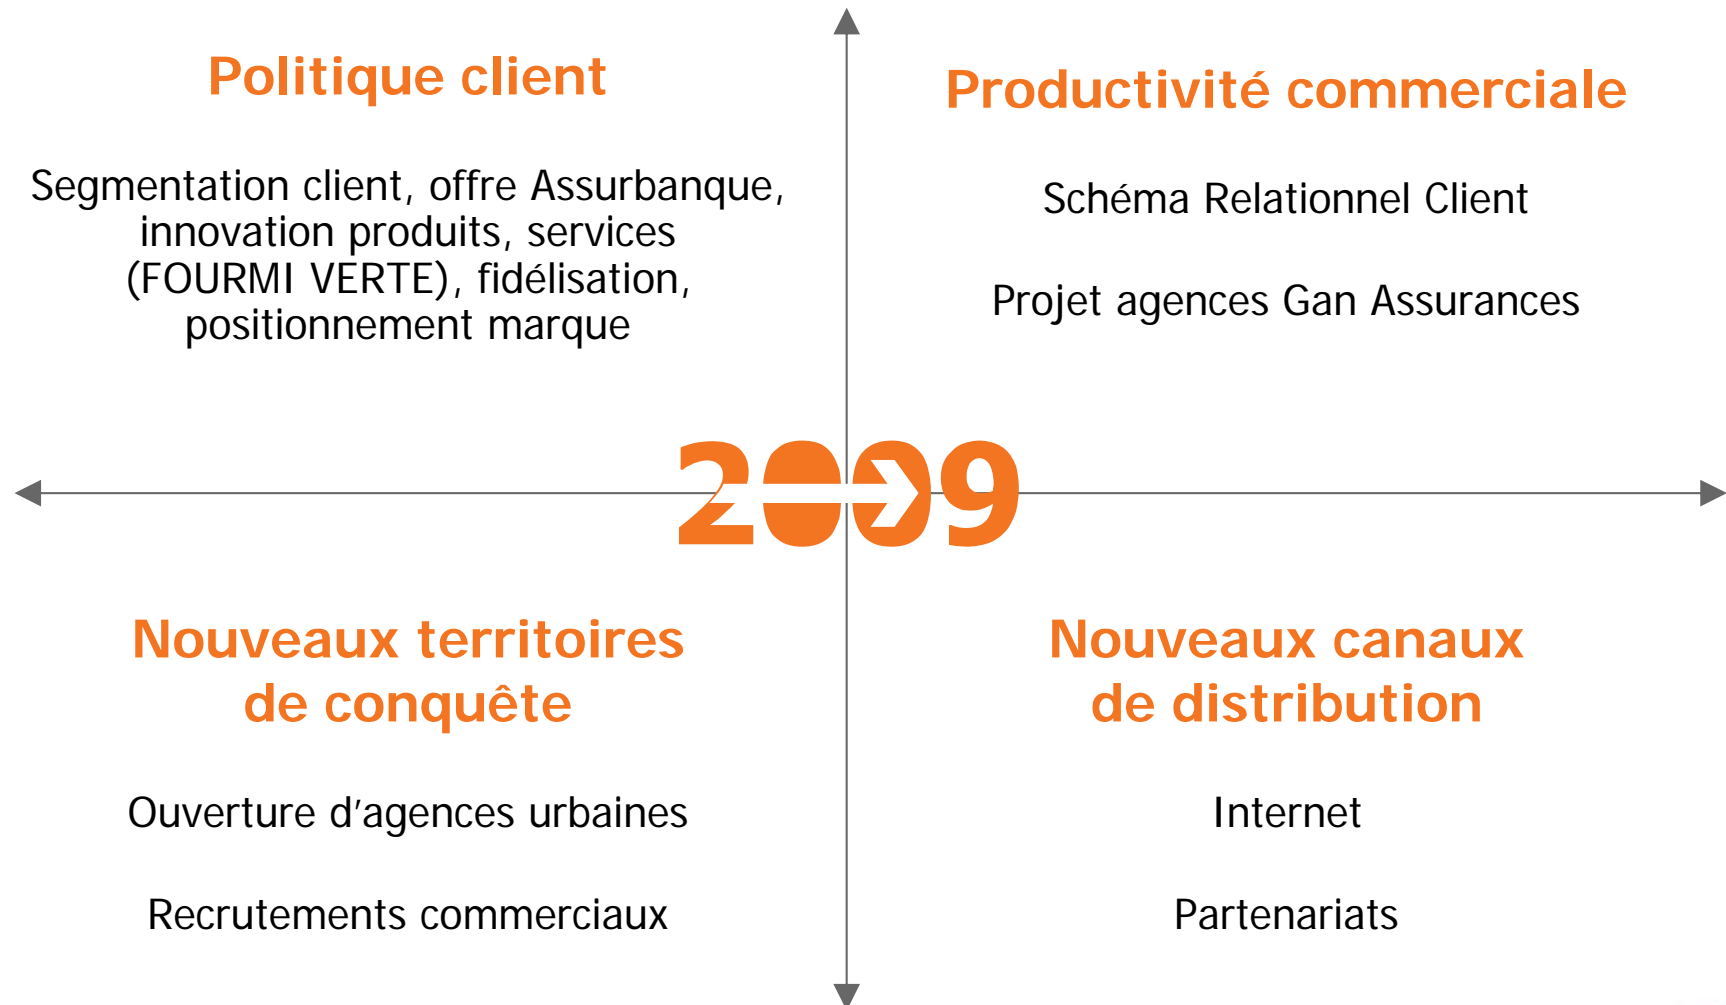 Politique client
Segmentation client, offre Assurbanque,
innovation produits, services
(FOURMI VERTE), fidélisation,
positionnement marque
Productivité commerciale
Schéma Relationnel Client
Projet agences Gan Assurances
2009
Nouveaux territoires
de conquête
Ouverture d’agences urbaines
Recrutements commerciaux
Nouveaux canaux
de distribution
Internet
Partenariats